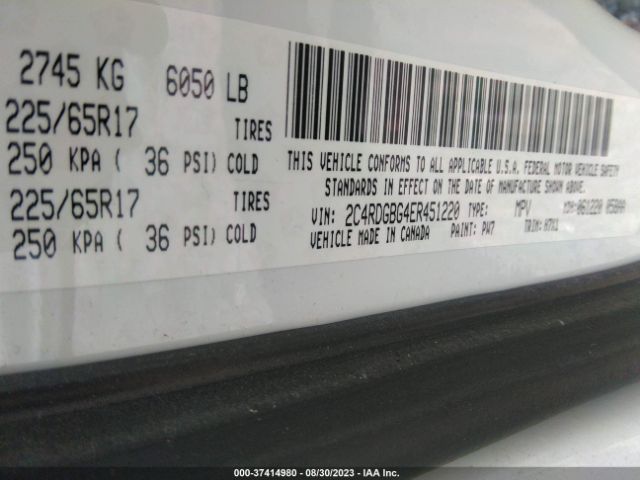 2745 KG 6050 LB
225/65R17 TIRES
250 KPA ( 36 PSI) COLD
225/65R17 TIRES
250 KPA ( 36 PSI) COLD
THIS VEHICLE CONFORMS TO ALL APPLICABLE U.S.A. FEDERAL MOTOR VEHICLE SAFETY
STANDARDS IN EFFECT ON THE DATE OF MANUFACTURE SHOWN ABOVE.
VIN: 2C4RDGBG4ER451220 TYPE: MPV
VEHICLE MADE IN CANADA PAINT: PW7 TRIM:
000-37414980 - 08/30/2023 - IAA Inc.